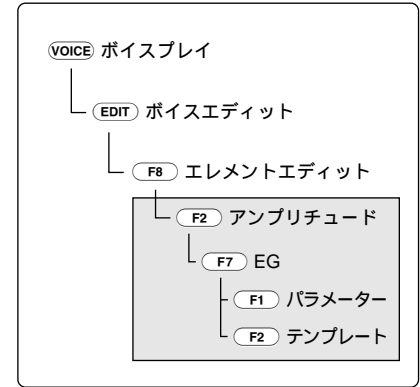 VOICE ボイスプレイ
EDIT ボイスエディット
F8 エレメントエディット
F2 アンプリチュード
F7 EG
F1 パラメーター
F2 テンプレート